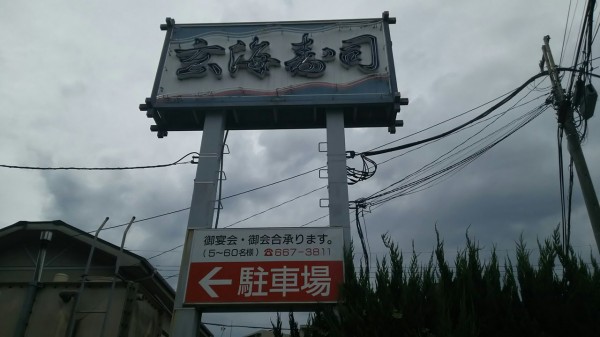 玄海寿司
御宴会・御会合承ります。
(5~60名様) ☎667-3811
← 駐車場